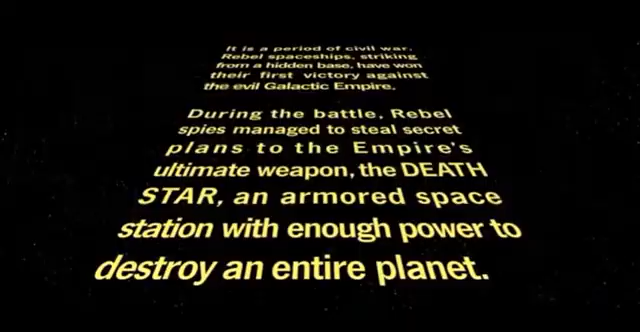 It is a period of civil war.
Rebel spaceships, striking
from a hidden base, have won
their first victory against
the evil Galactic Empire.
During the battle, Rebel
spies managed to steal secret
plans to the Empire's
ultimate weapon, the DEATH
STAR, an armored space
station with enough power to
destroy an entire planet.